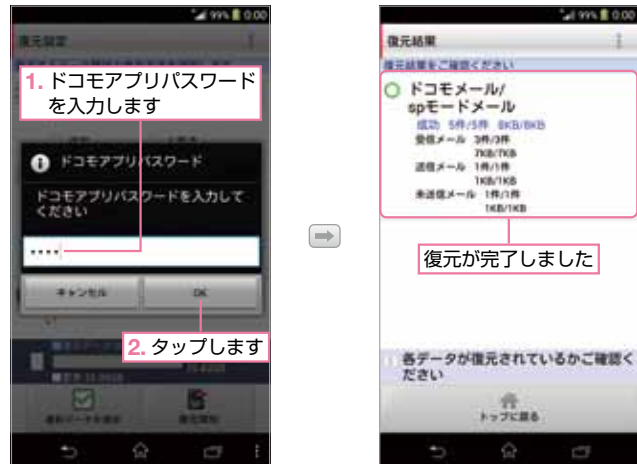 99% 0:00
復元設定
1. ドコモアプリパスワード
を入力します
ドコモアプリパスワード
ドコモアプリパスワードを入力して
ください
••••
キャンセル
OK
2. タップします
復元開始
99% 0:00
復元結果
復元結果をご確認ください
ドコモメール/
spモードメール
成功 5件/5件 8KB/8KB
受信メール 3件/3件
7KB/7KB
送信メール 1件/1件
1KB/1KB
未送信メール 1件/1件
1KB/1KB
復元が完了しました
各データが復元されているかご確認く
ださい
トップに戻る